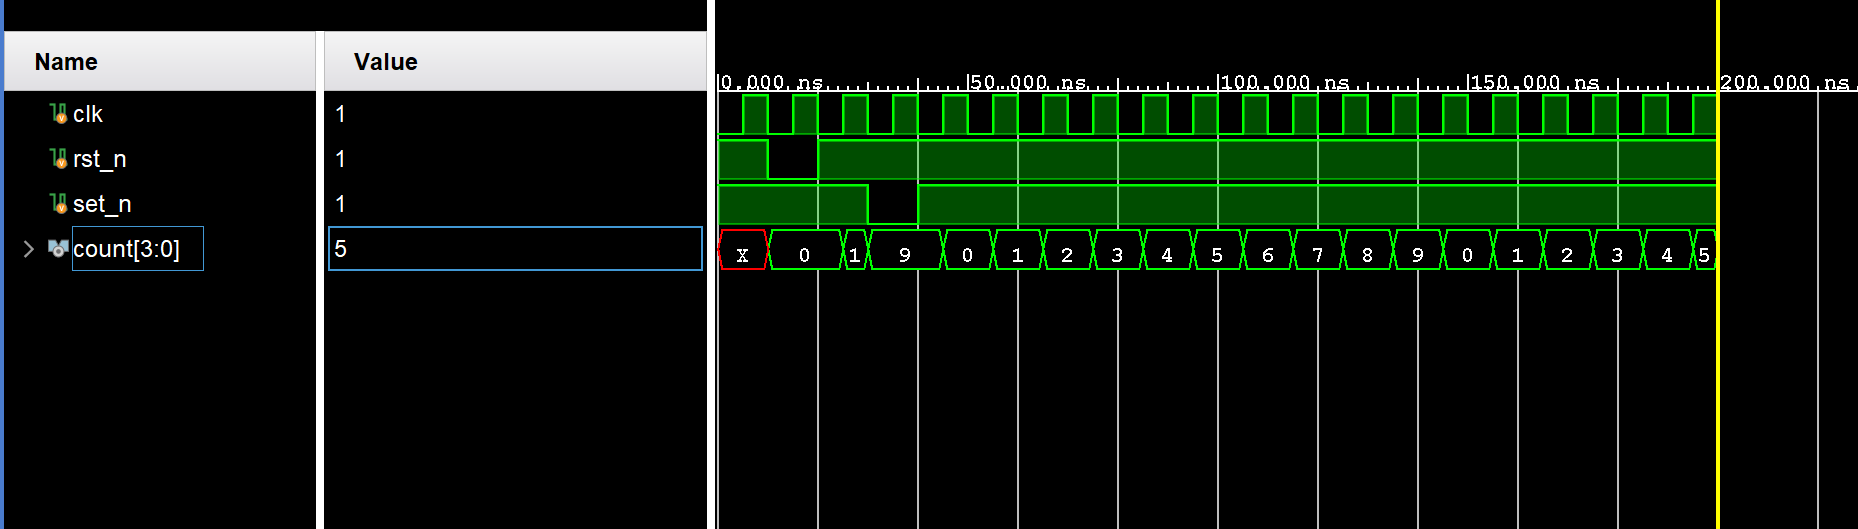 Name Value
0.000 ns 50.000 ns 100.000 ns 150.000 ns 200.000 ns
clk 1
rst_n 1
set_n 1
count[3:0] 5 X 0 1 9 0 1 2 3 4 5 6 7 8 9 0 1 2 3 4 5